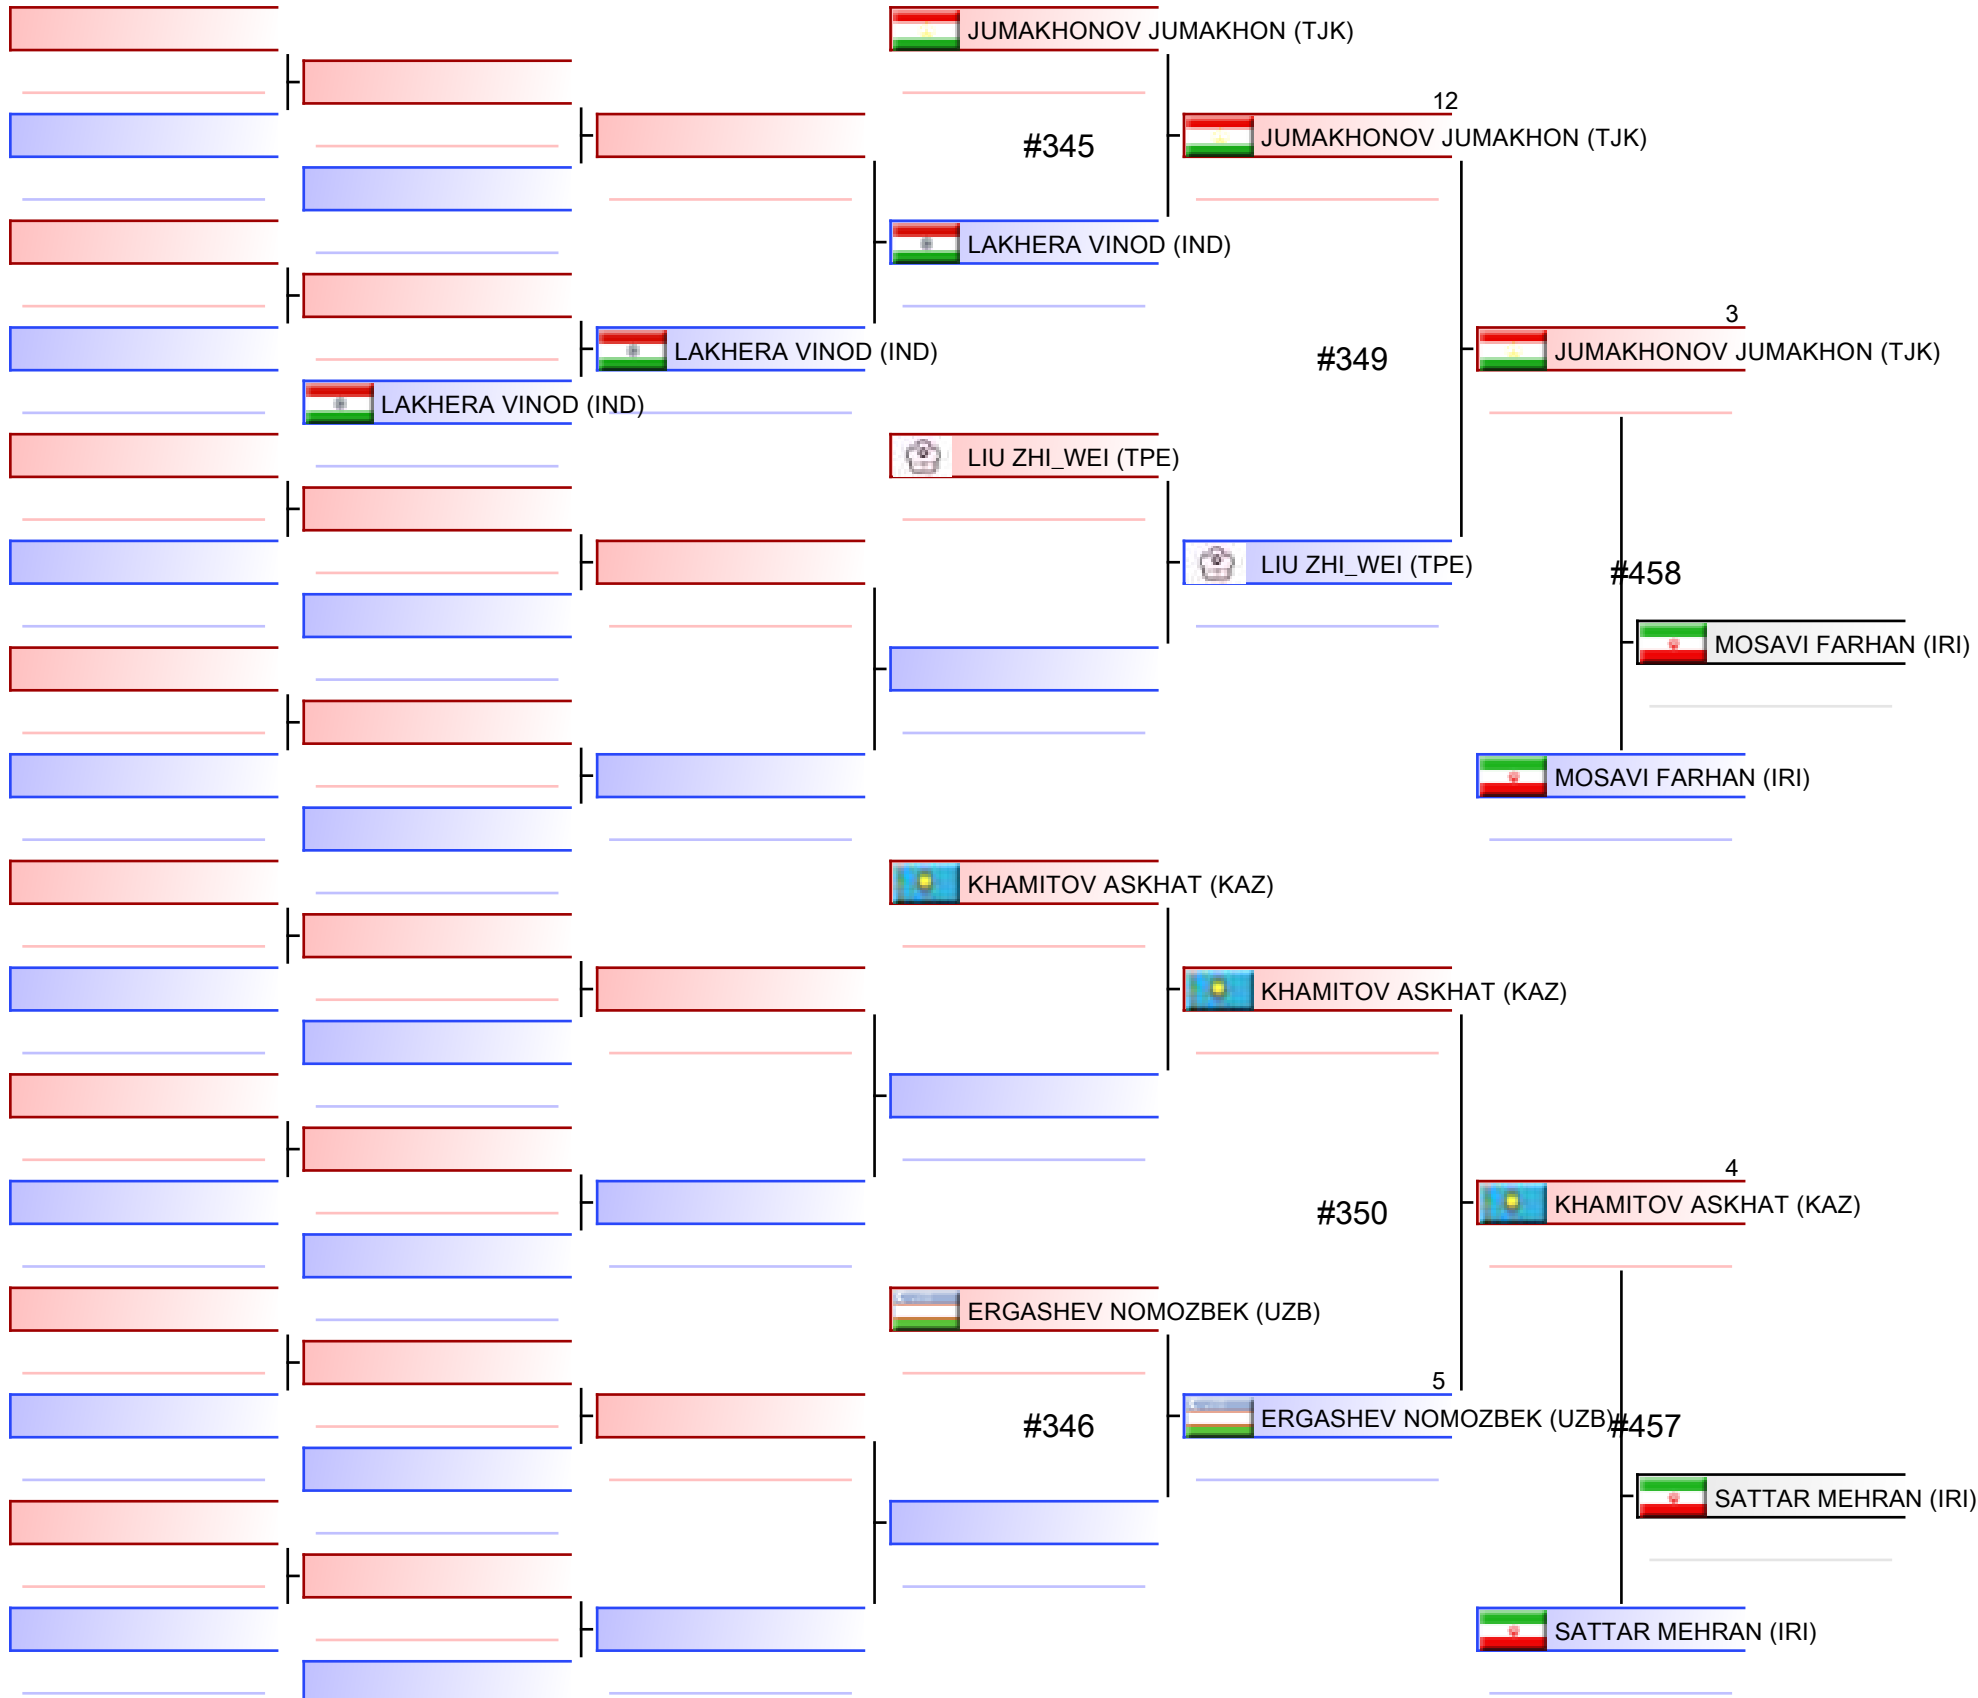 JUMAKHONOV JUMAKHON (TJK)
12
#345
JUMAKHONOV JUMAKHON (TJK)
LAKHERA VINOD (IND)
3
LAKHERA VINOD (IND)
#349
JUMAKHONOV JUMAKHON (TJK)
LAKHERA VINOD (IND)
LIU ZHI_WEI (TPE)
LIU ZHI_WEI (TPE)
#458
MOSAVI FARHAN (IRI)
MOSAVI FARHAN (IRI)
KHAMITOV ASKHAT (KAZ)
KHAMITOV ASKHAT (KAZ)
4
#350
KHAMITOV ASKHAT (KAZ)
ERGASHEV NOMOZBEK (UZB)
5
#346
ERGASHEV NOMOZBEK (UZB)
#457
SATTAR MEHRAN (IRI)
SATTAR MEHRAN (IRI)